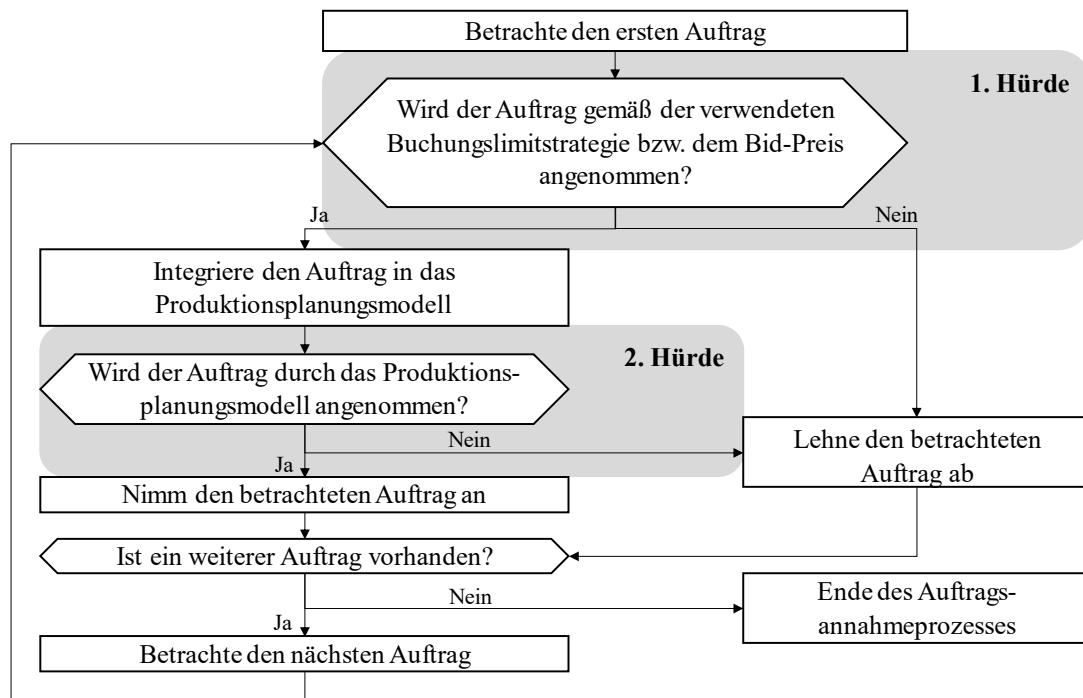 Betrachte den ersten Auftrag
1. Hürde
Wird der Auftrag gemäß der verwendeten
Buchungslimitstrategie bzw. dem Bid-Preis
angenommen?
Ja
Nein
Integriere den Auftrag in das
Produktionsplanungsmodell
2. Hürde
Wird der Auftrag durch das Produktions-
planungsmodell angenommen?
Nein
Ja
Lehne den betrachteten
Auftrag ab
Nimm den betrachteten Auftrag an
Ist ein weiterer Auftrag vorhanden?
Nein
Ja
Ende des Auftrags-
annahmeprozesses
Betrachte den nächsten Auftrag